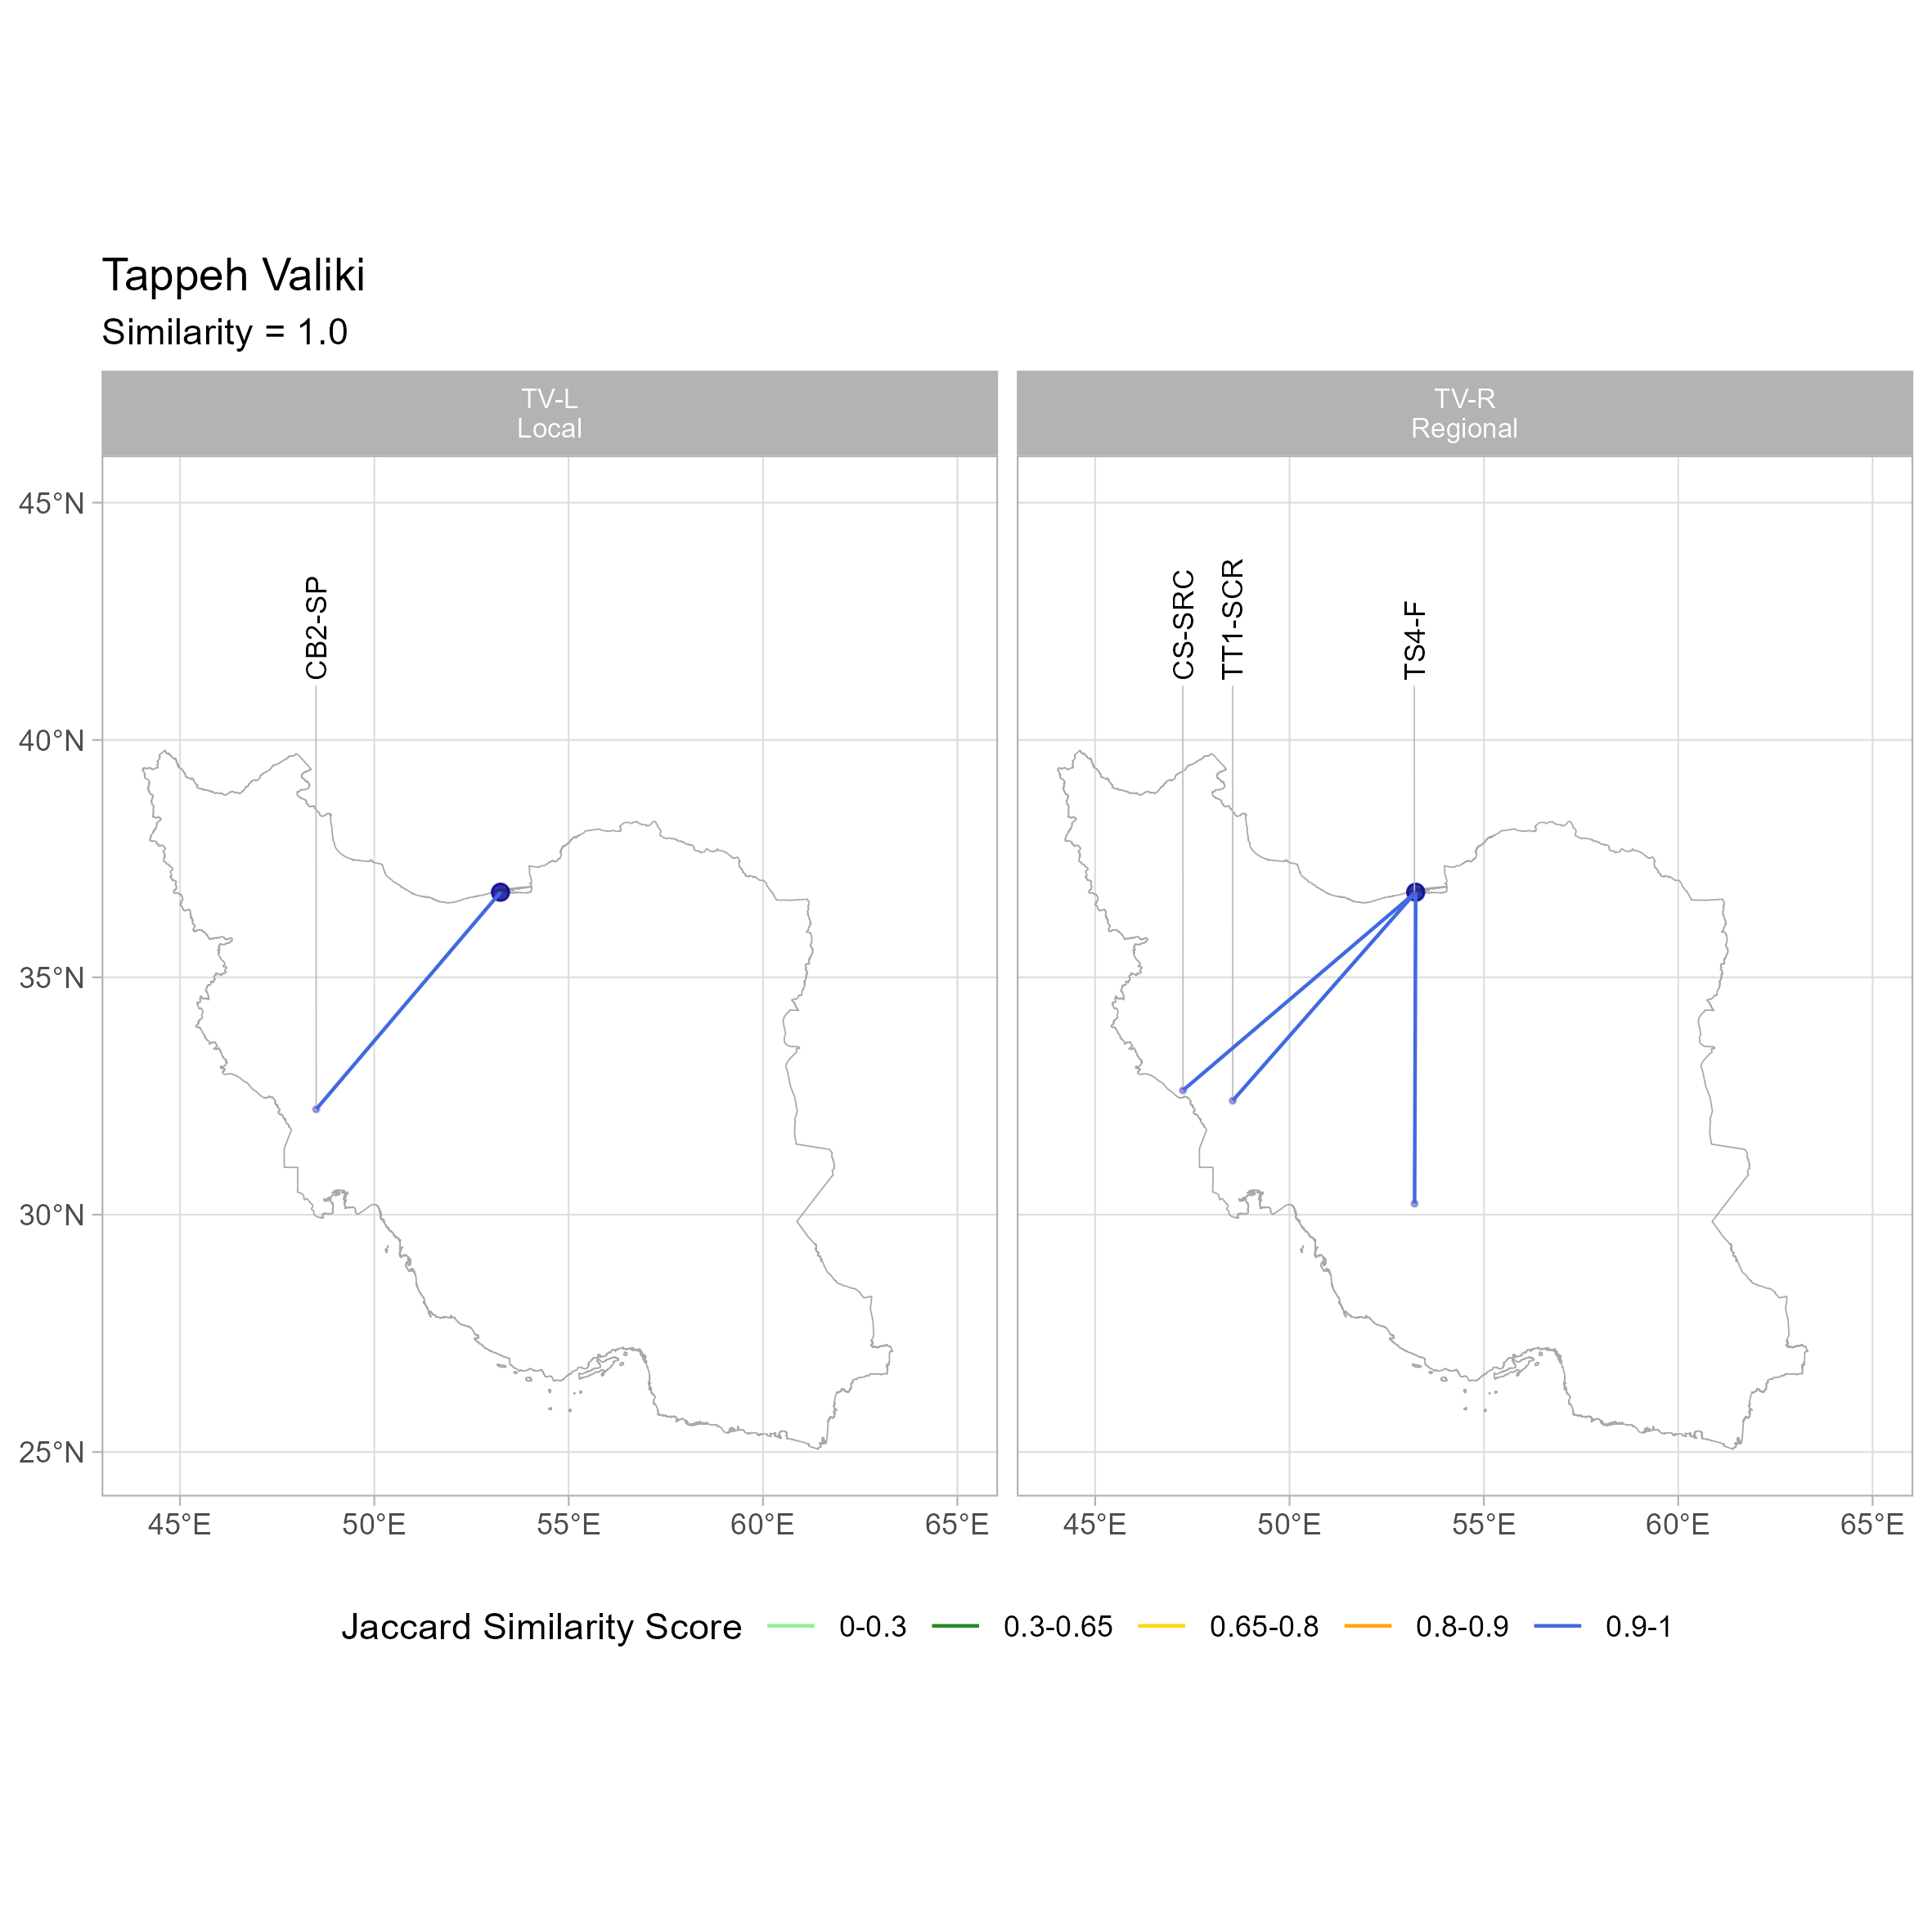 Tappeh Valiki
Similarity = 1.0
TV-L
Local
TV-R
Regional
CB2-SP
CS-SRC
TT1-SCR
TS4-F
45°N
40°N
35°N
30°N
25°N
45°E 50°E 55°E 60°E 65°E
45°E 50°E 55°E 60°E 65°E
Jaccard Similarity Score 0-0.3 0.3-0.65 0.65-0.8 0.8-0.9 0.9-1